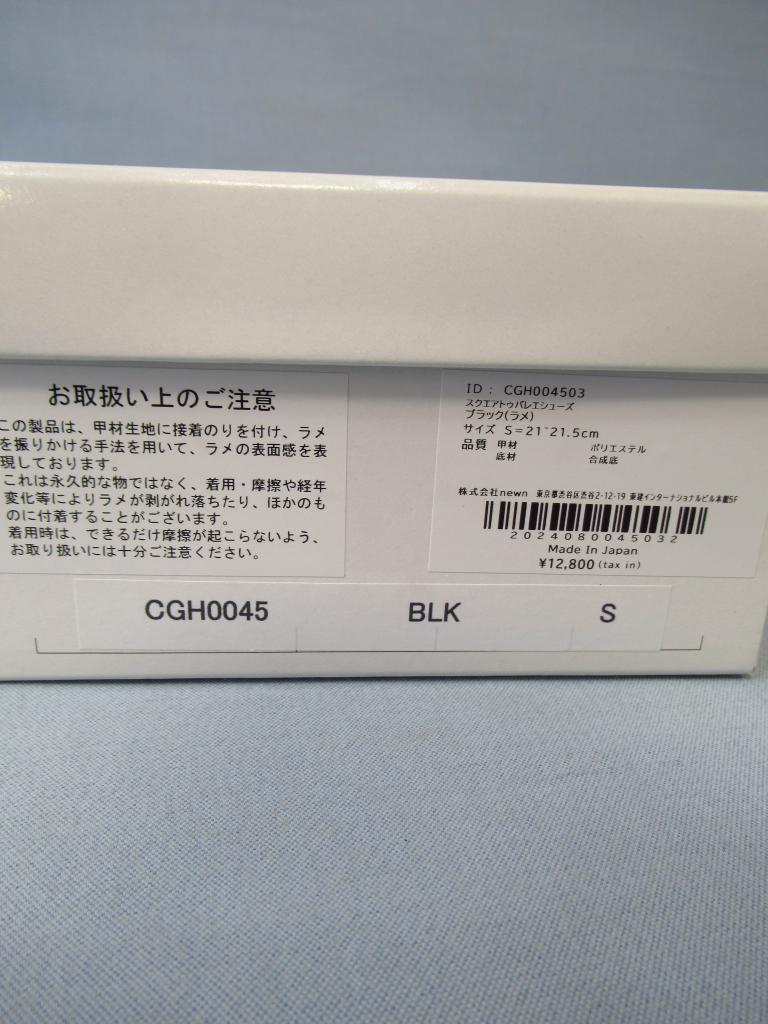 お取扱い上のご注意
この製品は、甲材生地に接着のりを付け、ラメ
を振りかける手法を用いて、ラメの表面感を表
現しております。
これは永久的な物ではなく、着用・摩擦や経年
変化等によりラメが剥がれ落ちたり、ほかのも
のに付着することがございます。
着用時は、できるだけ摩擦が起こらないよう、
お取り扱いには十分ご注意ください。
ID : CGH004503
スクエアトゥバレエシューズ
ブラック(ラメ)
サイズ S=21~21.5cm
品質 甲材 ポリエステル
底材 合成底
株式会社newn 東京都渋谷区渋谷2-12-19 東建インターナショナルビル本館5F
2024080045032
Made In Japan
¥12,800 (tax in)
CGH0045 BLK S